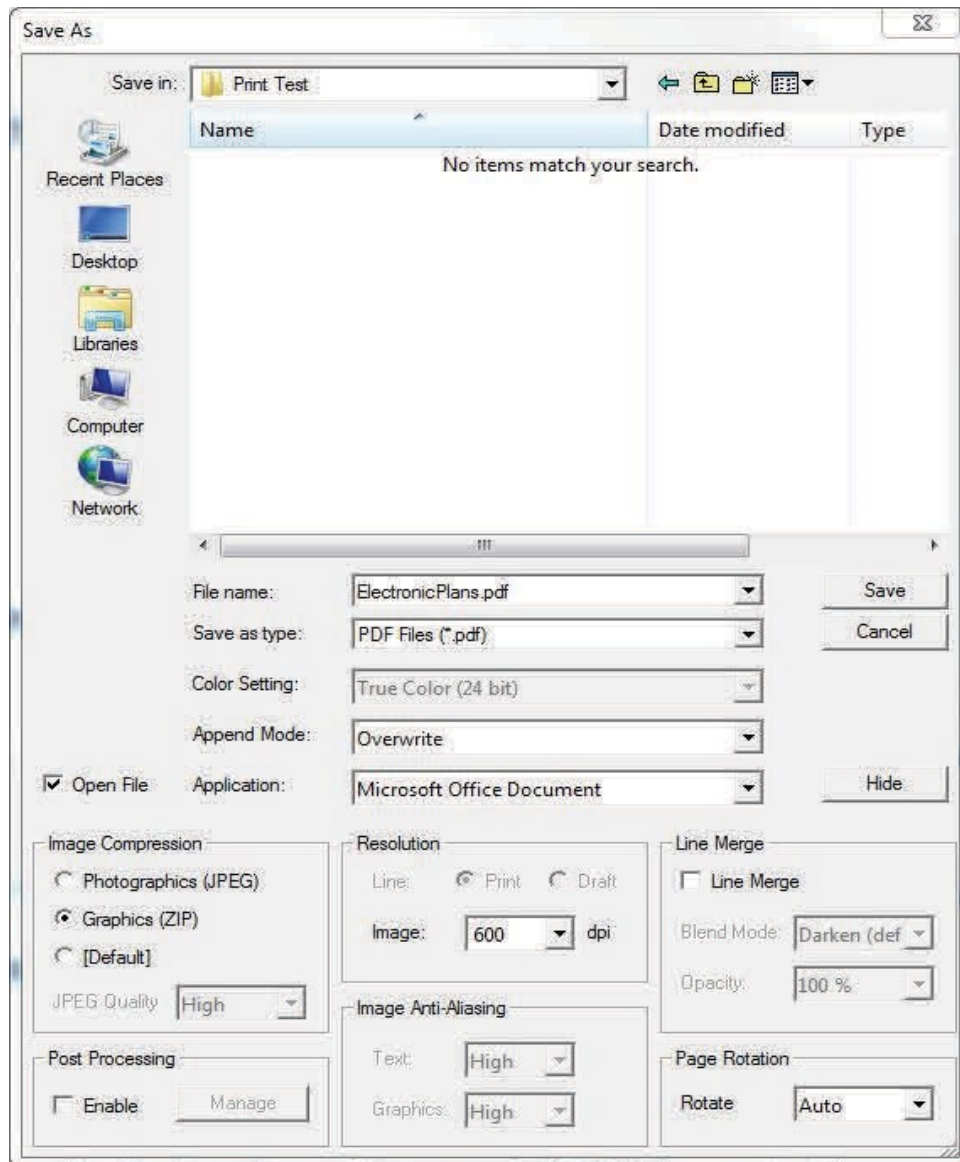 Save As
Save in: Print Test
Name Date modified Type
No items match your search.
Recent Places
Desktop
Libraries
Computer
Network
File name: ElectronicPlans.pdf Save
Save as type: PDF Files (*.pdf) Cancel
Color Setting: True Color (24 bit)
Append Mode: Overwrite
Open File Application: Microsoft Office Document Hide
Image Compression
Photographics (JPEG)
Graphics (ZIP)
[Default]
JPEG Quality High
Resolution
Line: Print Draft
Image: 600 dpi
Line Merge
Line Merge
Blend Mode: Darken (def
Opacity: 100 %
Post Processing
Enable Manage
Image Anti-Aliasing
Text: High
Graphics: High
Page Rotation
Rotate Auto